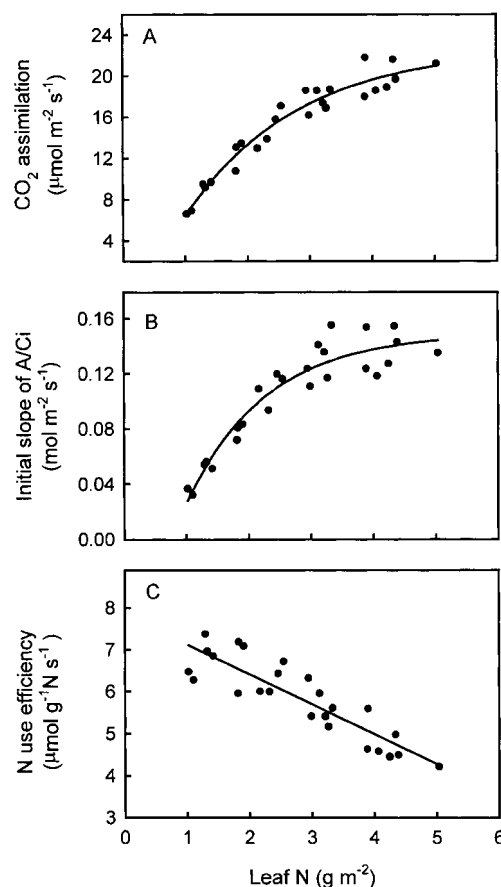 A
CO₂ assimilation
(μmol m⁻² s⁻¹)
24
20
16
12
8
4
B
Initial slope of A/Ci
(mol m⁻² s⁻¹)
0.16
0.12
0.08
0.04
0.00
C
N use efficiency
(μmol g⁻¹N s⁻¹)
8
7
6
5
4
3
0 1 2 3 4 5 6
Leaf N (g m⁻²)